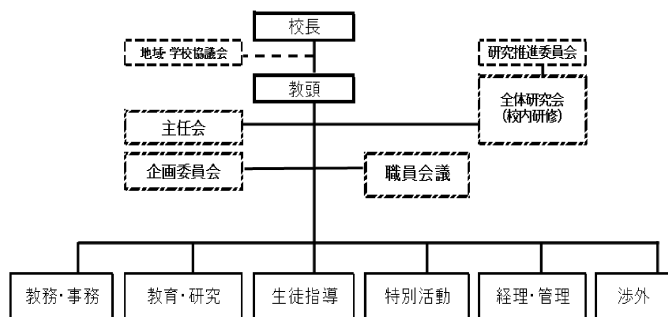 校長
地域・学校協議会
研究推進委員会
教頭
全体研究会
(校内研修)
主任会
企画委員会
職員会議
教務・事務
教育・研究
生徒指導
特別活動
経理・管理
渉外